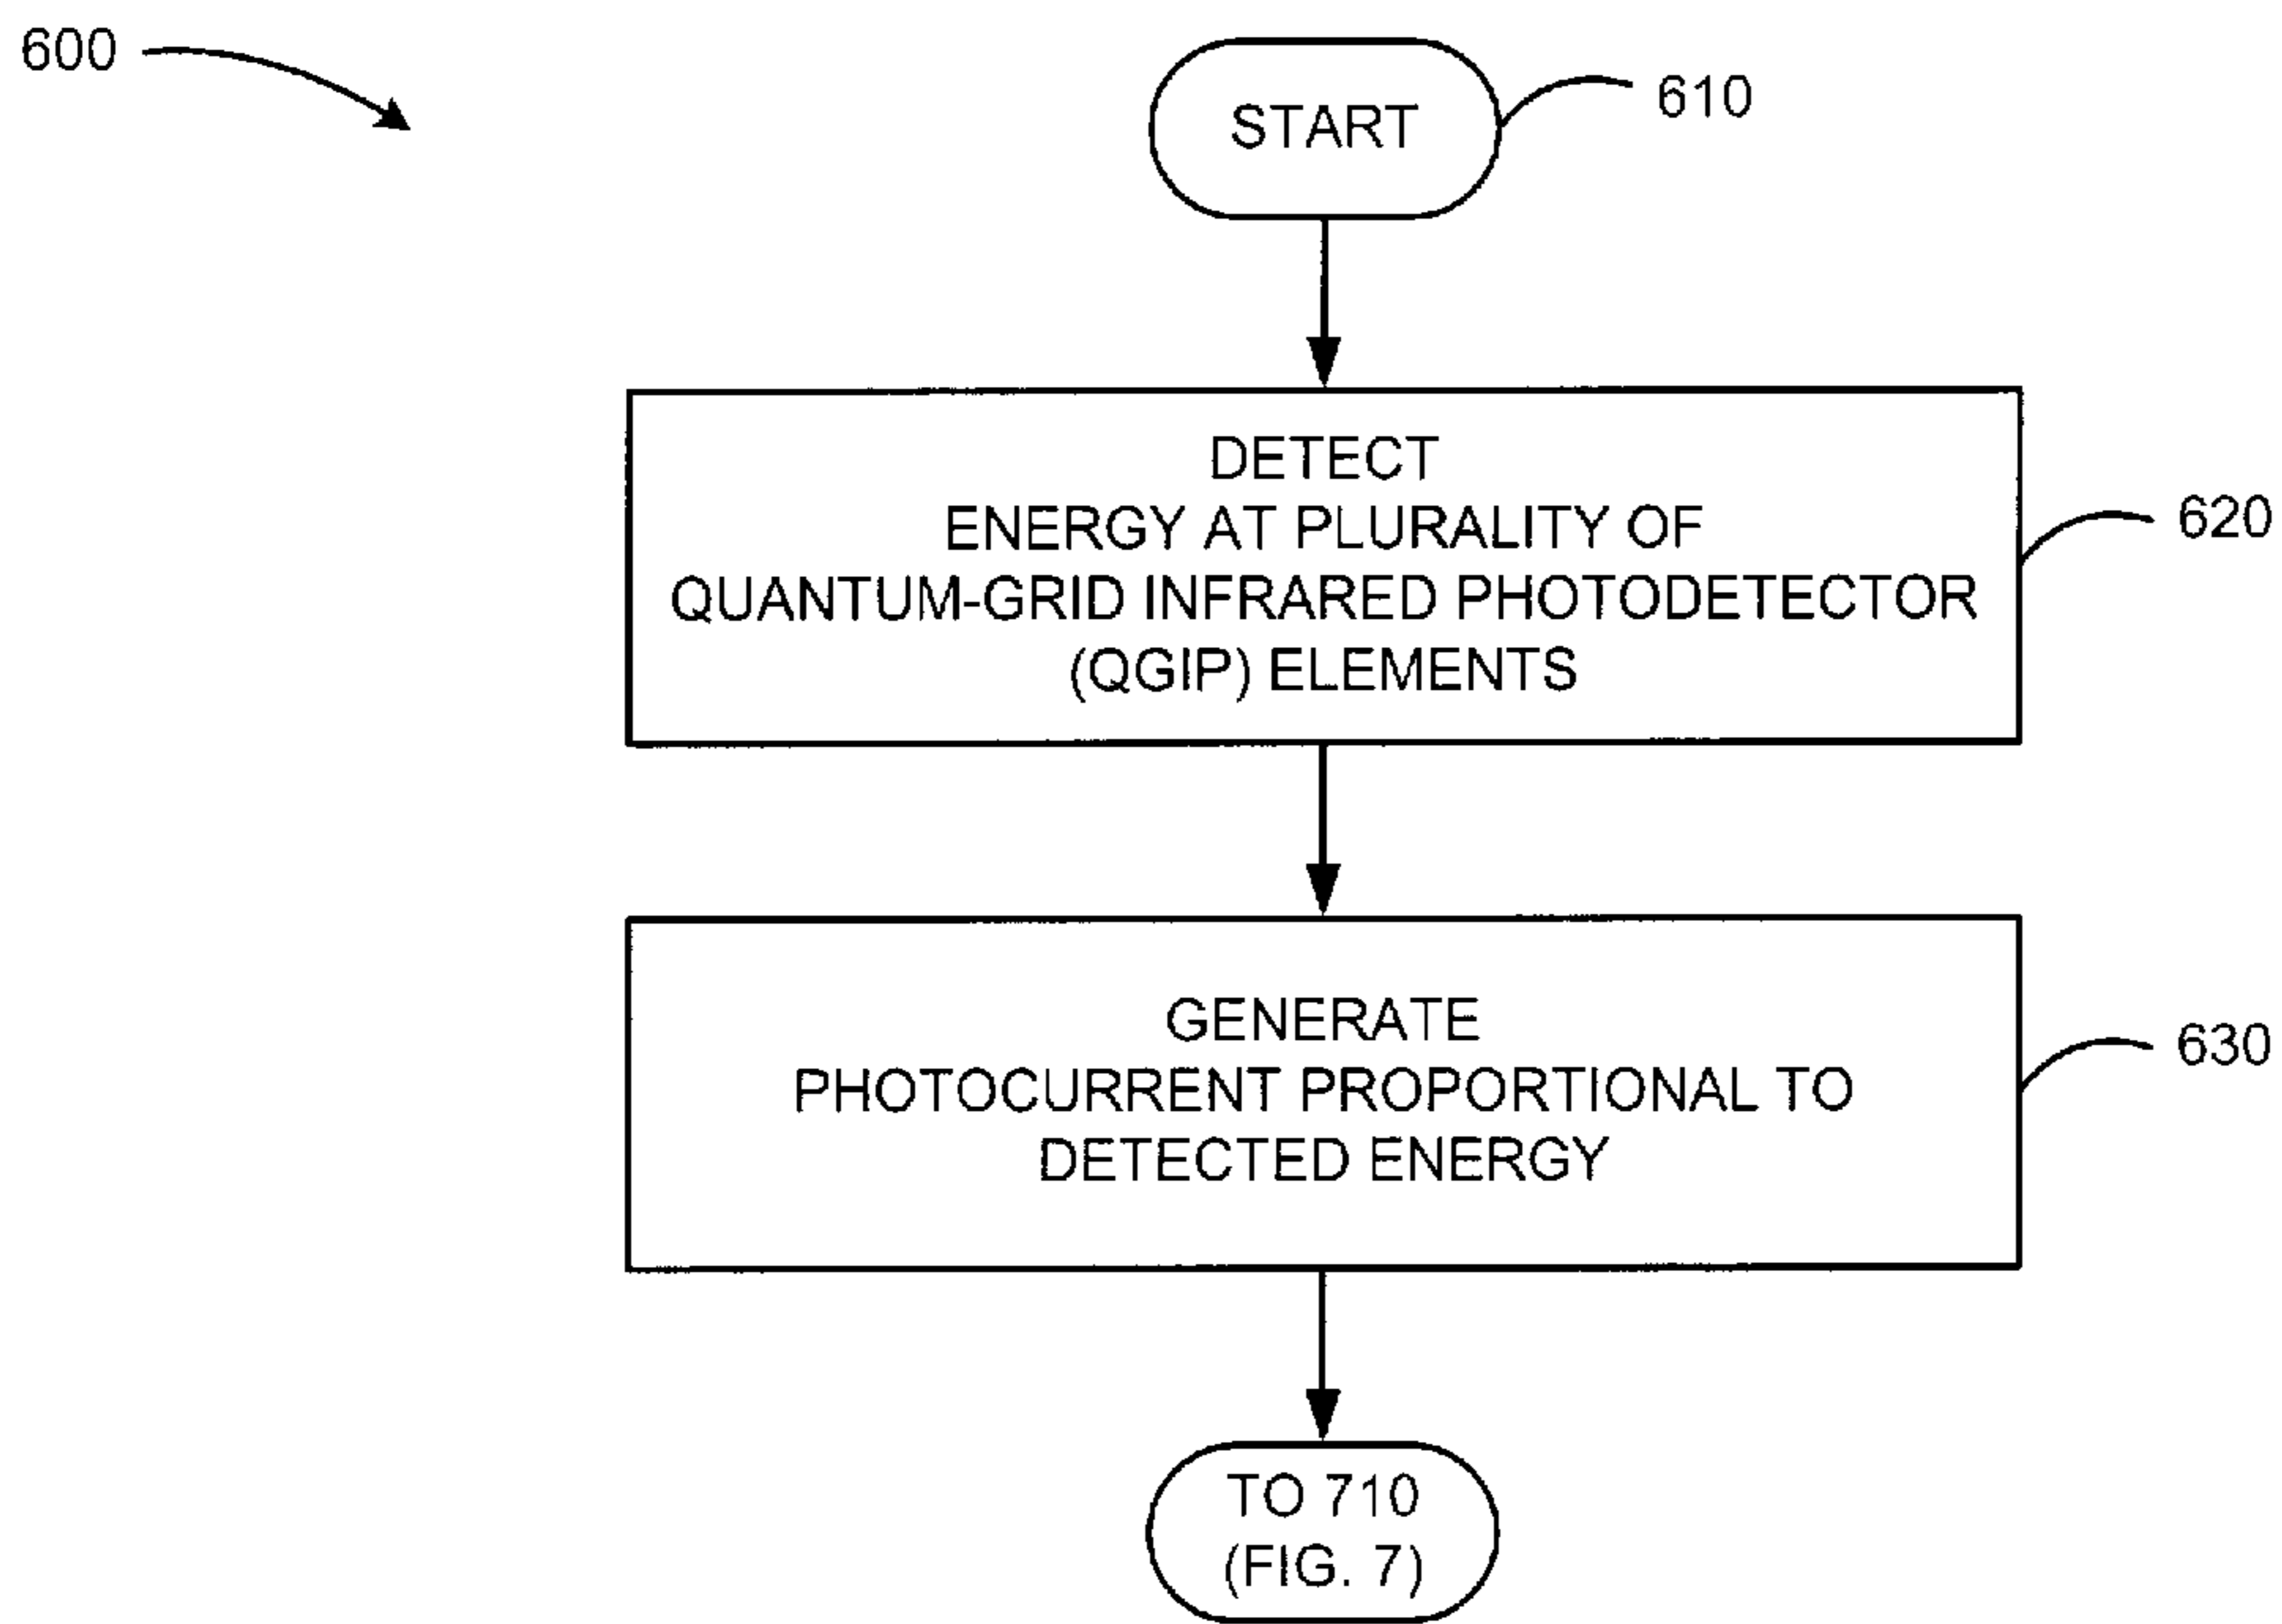 600
START
610
DETECT
ENERGY AT PLURALITY OF
QUANTUM-GRID INFRARED PHOTODETECTOR
(QGIP) ELEMENTS
620
GENERATE
PHOTOCURRENT PROPORTIONAL TO
DETECTED ENERGY
630
TO 710
(FIG. 7)